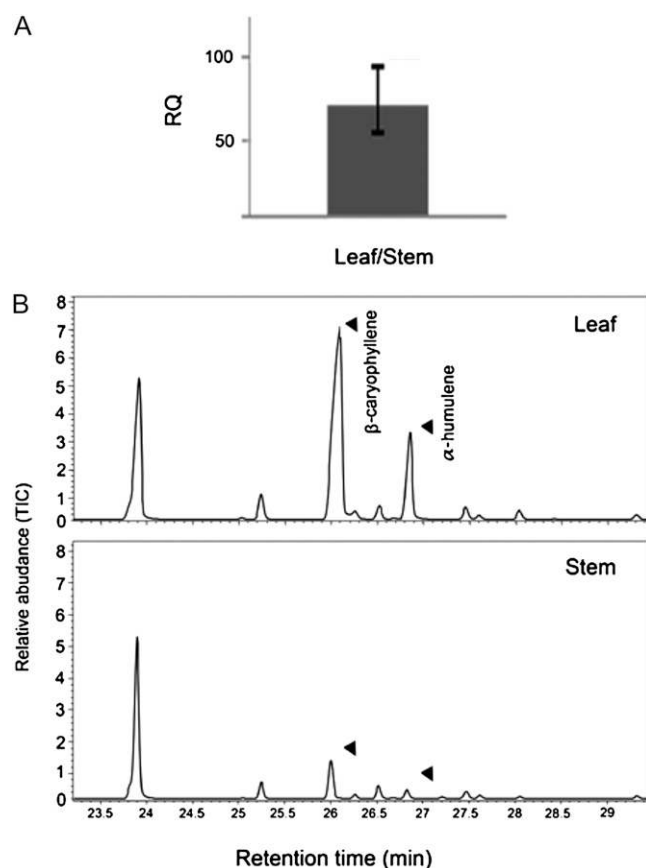 A
100
50
RQ
Leaf/Stem
B
8
7
6
5
4
3
2
1
0
β-caryophyllene
α-humulene
Leaf
8
7
6
5
4
3
2
1
0
Stem
Relative abudance (TIC)
23.5 24 24.5 25 25.5 26 26.5 27 27.5 28 28.5 29
Retention time (min)